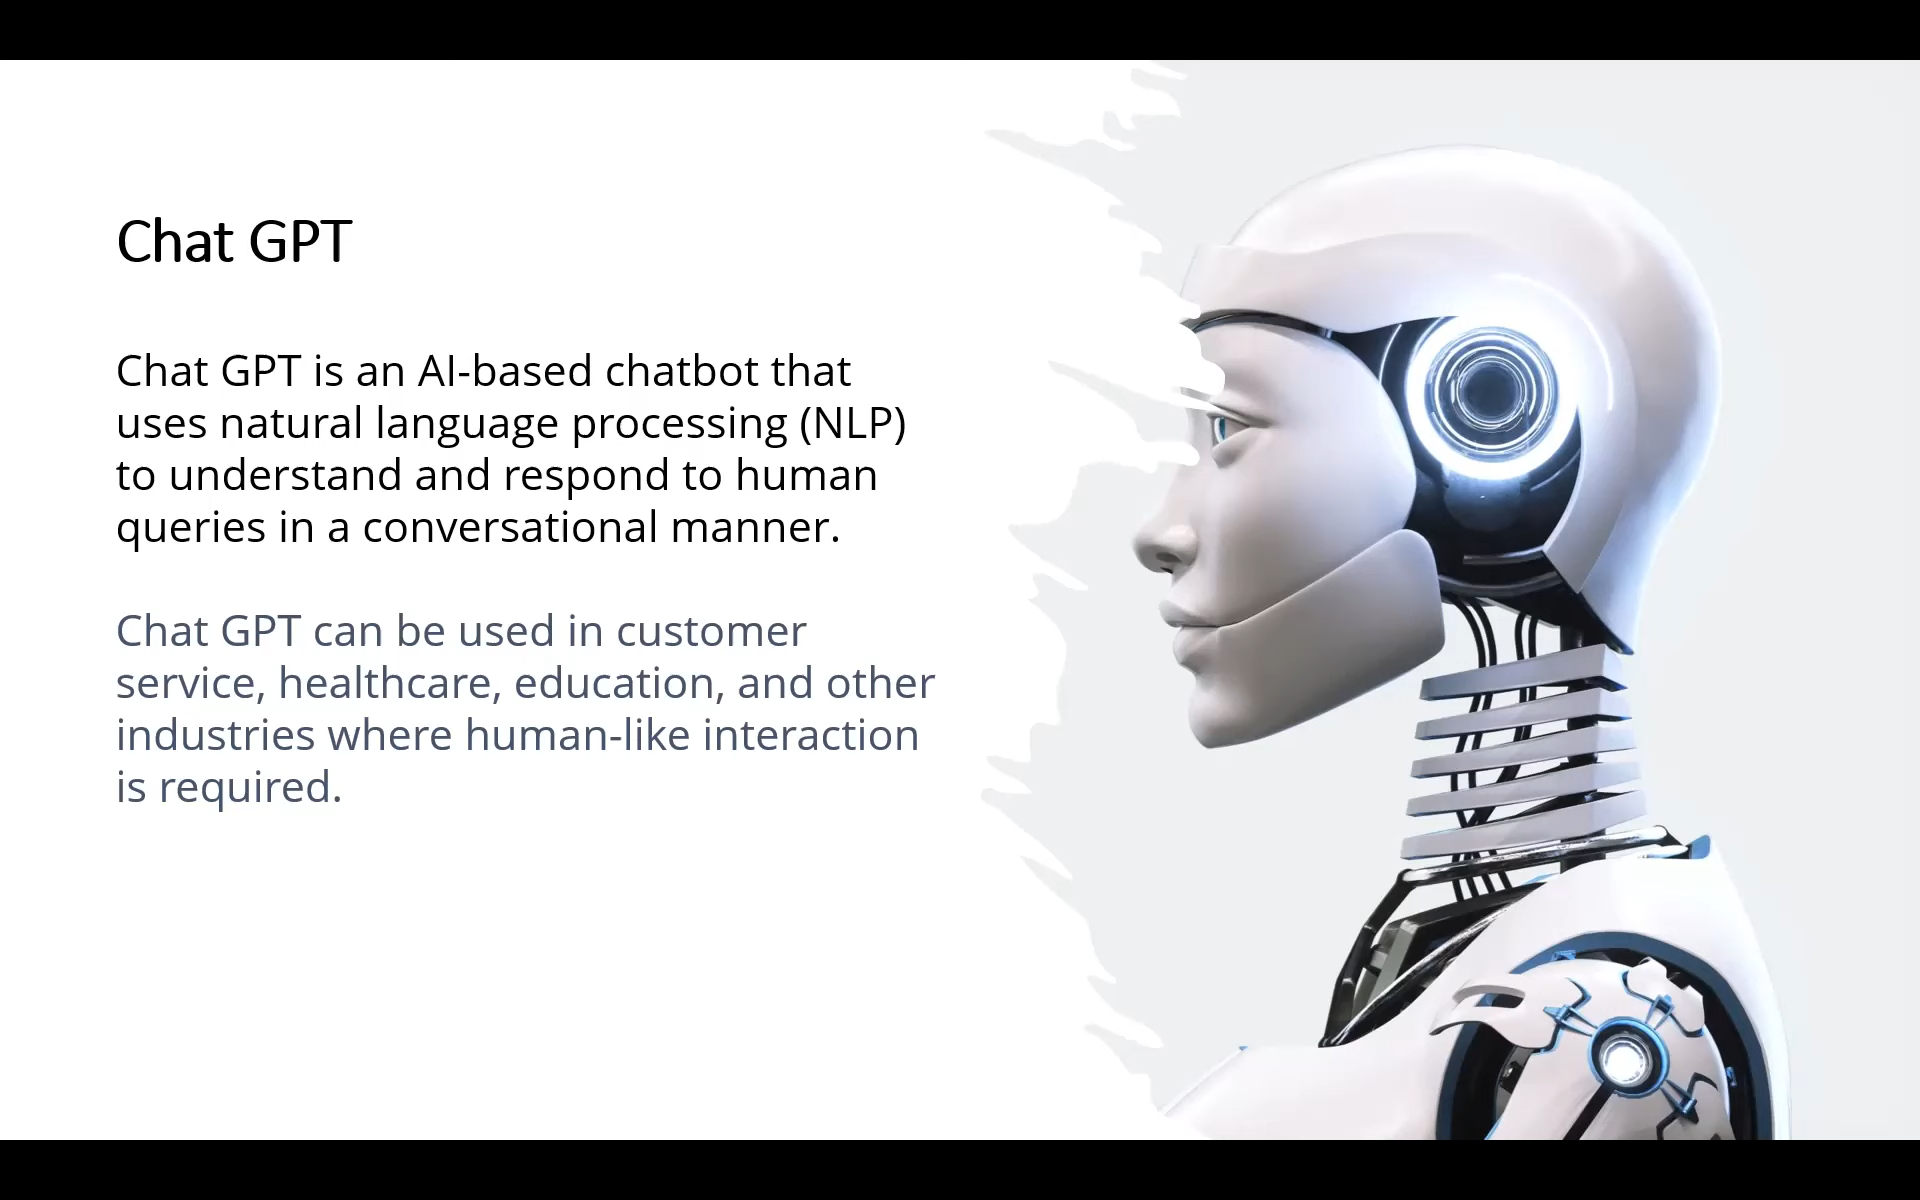 Chat GPT
Chat GPT is an AI-based chatbot that
uses natural language processing (NLP)
to understand and respond to human
queries in a conversational manner.
Chat GPT can be used in customer
service, healthcare, education, and other
industries where human-like interaction
is required.